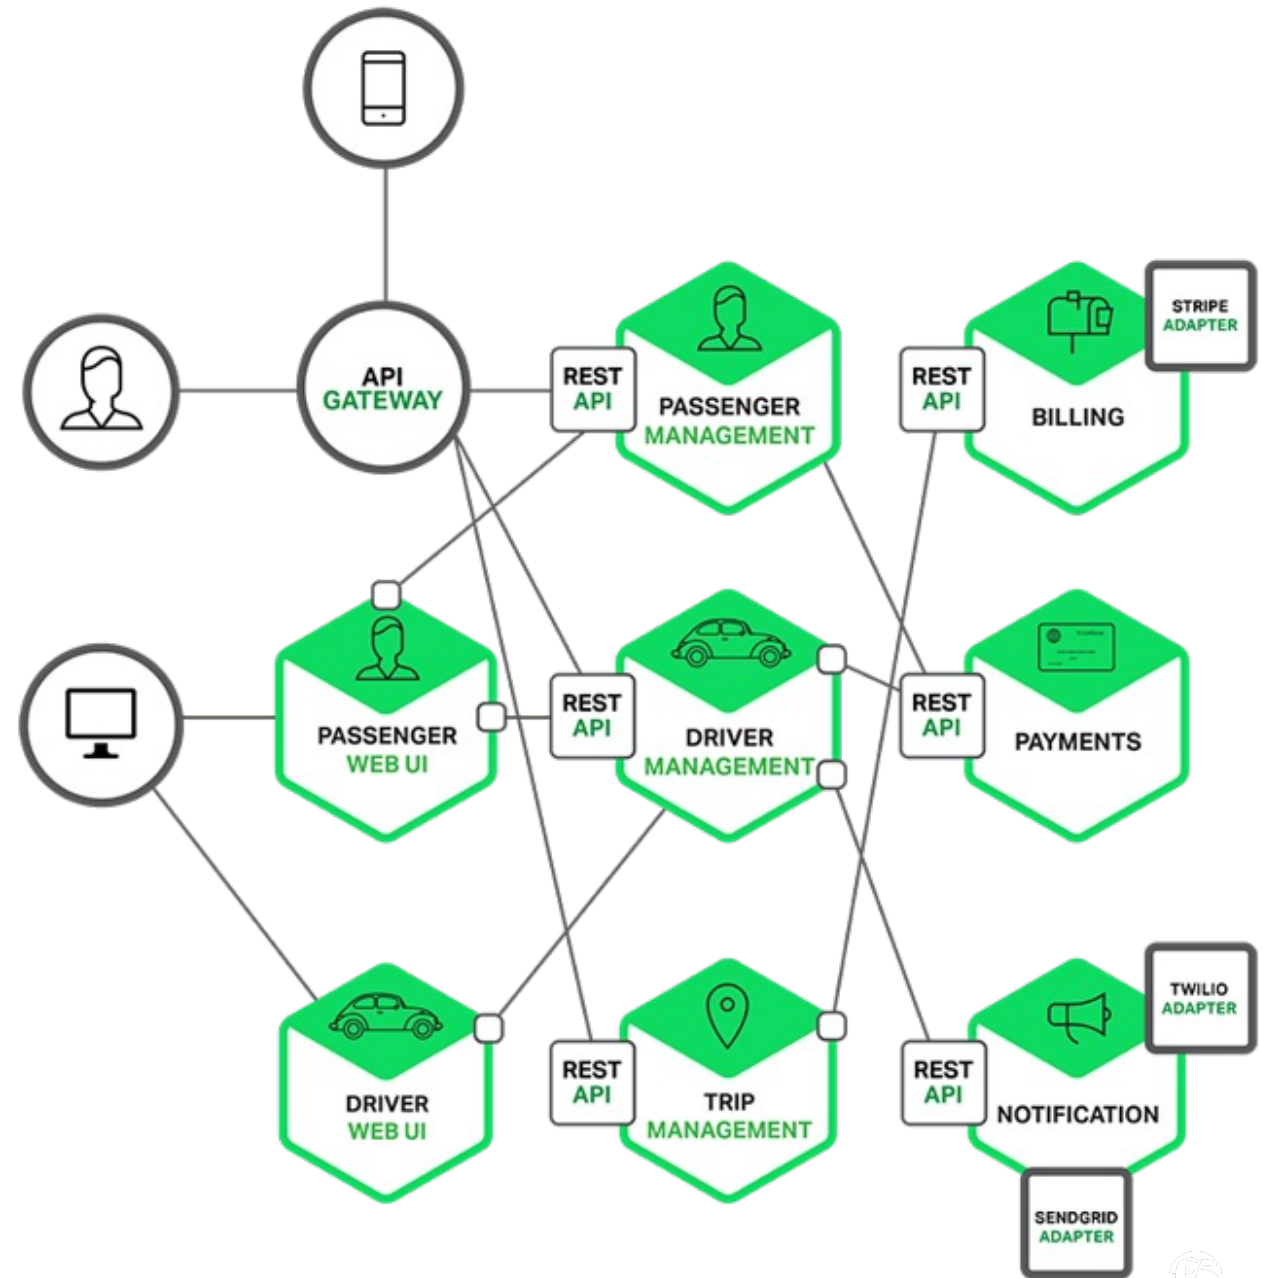 API
GATEWAY
REST
API
PASSENGER
MANAGEMENT
REST
API
BILLING
STRIPE
ADAPTER
PASSENGER
WEB UI
REST
API
DRIVER
MANAGEMENT
REST
API
PAYMENTS
DRIVER
WEB UI
REST
API
TRIP
MANAGEMENT
REST
API
NOTIFICATION
TWILIO
ADAPTER
SENDGRID
ADAPTER